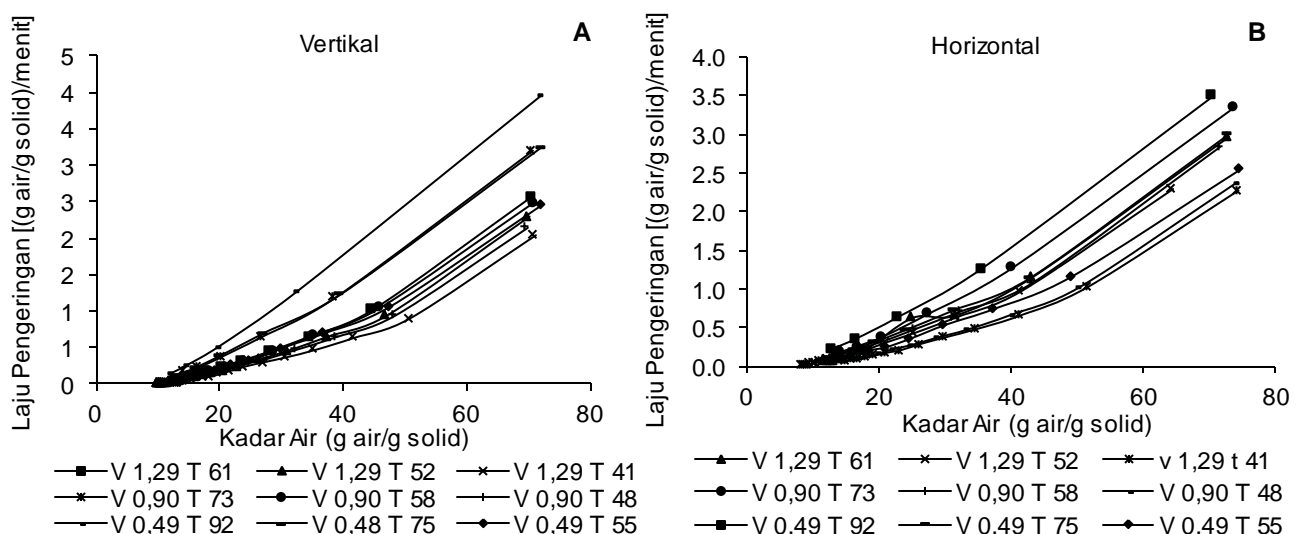 Vertikal
A
Laju Pengeringan [(g air/g solid)/menit]
5
4
4
3
3
2
2
1
1
0
0
20
40
60
80
Kadar Air (g air/g solid)
V 1,29 T 61
V 1,29 T 52
V 1,29 T 41
V 0,90 T 73
V 0,90 T 58
V 0,90 T 48
V 0.49 T 92
V 0.48 T 75
V 0.49 T 55
Horizontal
B
Laju Pengeringan [(g air/g solid)/menit]
4.0
3.5
3.0
2.5
2.0
1.5
1.0
0.5
0.0
0
20
40
60
80
Kadar Air (g air/g solid)
V 1,29 T 61
V 1,29 T 52
v 1,29 t 41
V 0,90 T 73
V 0,90 T 58
V 0,90 T 48
V 0.49 T 92
V 0.49 T 75
V 0.49 T 55